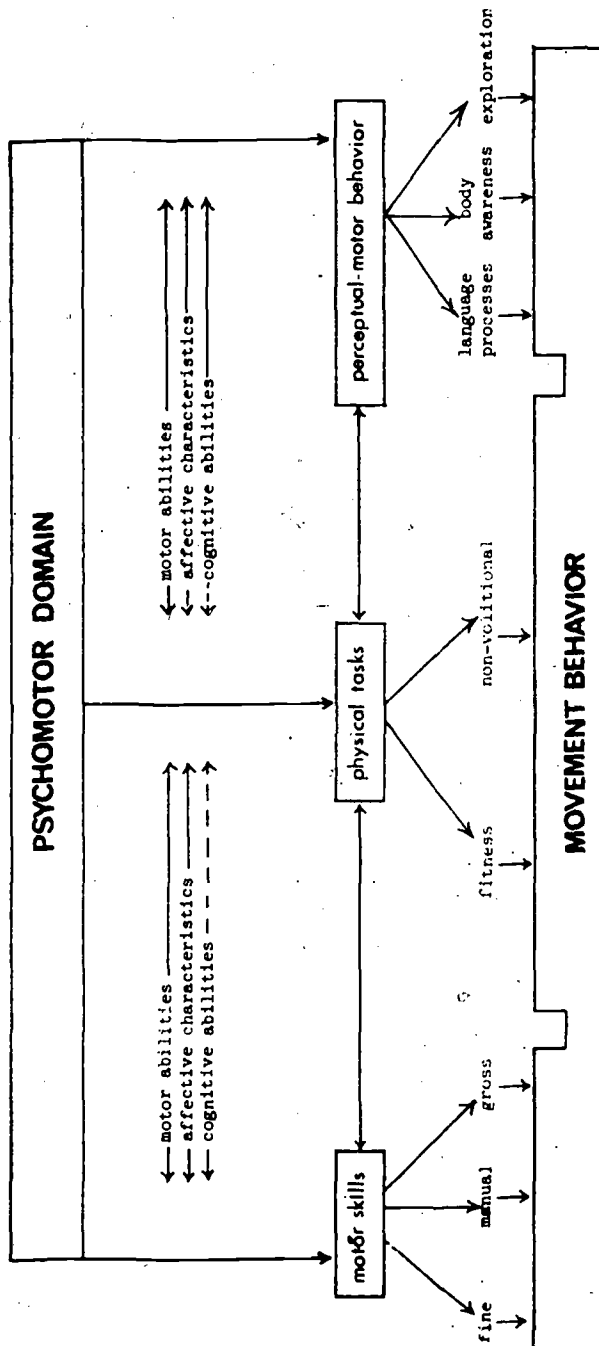 PSYCHOMOTOR DOMAIN
motor abilities
affective characteristics
cognitive abilities
motor abilities
affective characteristics
cognitive abilities
motor skills
physical tasks
perceptual-motor behavior
fine
manual
gross
fitness
non-volitional
language
processes
body
awareness
exploration
MOVEMENT BEHAVIOR